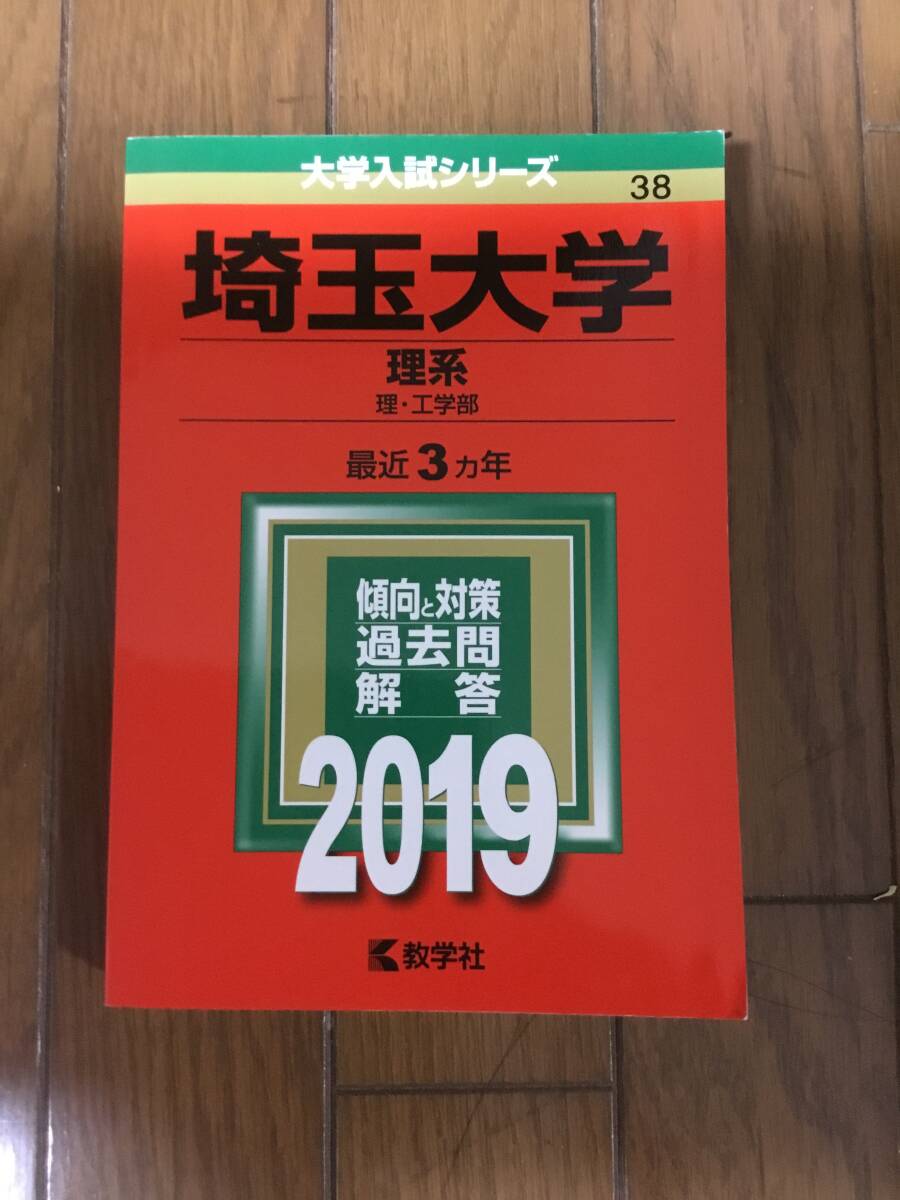 大学入試シリーズ
38
埼玉大学
理系
理・工学部
最近3カ年
傾向と対策
過去問
解答
2019
教学社